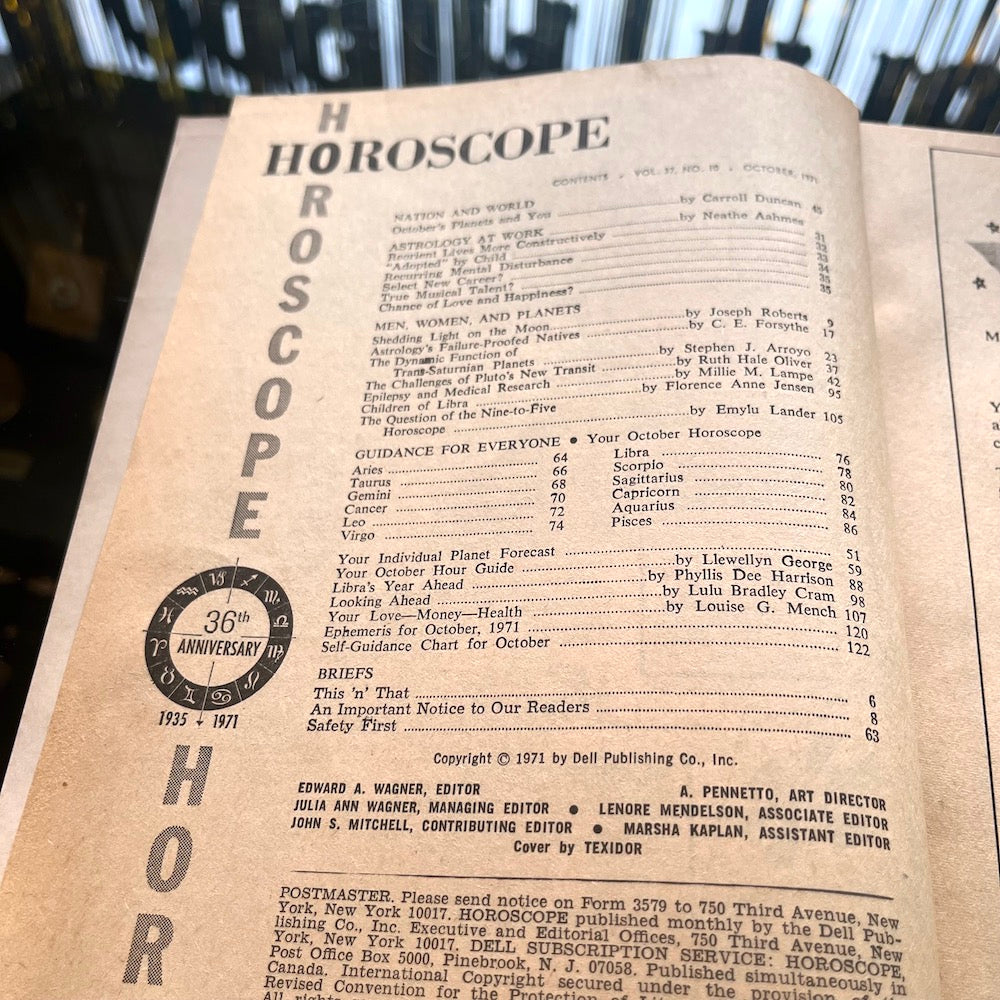 HOROSCOPE
HOROSCOPE
CONTENTS • VOL. 37, NO. 10 • OCTOBER, 1971
NATION AND WORLD ..... by Carroll Duncan 45
October's Planets and You ..... by Neathe Aahmes
ASTROLOGY AT WORK
Reorient Lives More Constructively ..... 31
"Adopted" by Child ..... 32
Recurring Mental Disturbance ..... 33
Select New Career? ..... 34
True Musical Talent? ..... 35
Chance of Love and Happiness? ..... 35
MEN, WOMEN, AND PLANETS
Shedding Light on the Moon ..... by Joseph Roberts 9
Astrology's Failure-Proofed Natives ..... by C. E. Forsythe 17
The Dynamic Function of
Trans-Saturnian Planets ..... by Stephen J. Arroyo 23
The Challenges of Pluto's New Transit ..... by Ruth Hale Oliver 37
Epilepsy and Medical Research ..... by Millie M. Lampe 42
Children of Libra ..... by Florence Anne Jensen 95
The Question of the Nine-to-Five
Horoscope ..... by Emylu Lander 105
GUIDANCE FOR EVERYONE • Your October Horoscope
Aries ..... 64
Taurus ..... 66
Gemini ..... 68
Cancer ..... 70
Leo ..... 72
Virgo ..... 74
Libra ..... 76
Scorpio ..... 78
Sagittarius ..... 80
Capricorn ..... 82
Aquarius ..... 84
Pisces ..... 86
Your Individual Planet Forecast ..... 51
Your October Hour Guide ..... by Llewellyn George 59
Libra's Year Ahead ..... by Phyllis Dee Harrison 88
Looking Ahead ..... by Lulu Bradley Cram 98
Your Love—Money—Health ..... by Louise G. Mench 107
Ephemeris for October, 1971 ..... 120
Self-Guidance Chart for October ..... 122
BRIEFS
This 'n' That ..... 6
An Important Notice to Our Readers ..... 8
Safety First ..... 63
36th
ANNIVERSARY
1935 1971
HOR
Copyright © 1971 by Dell Publishing Co., Inc.
EDWARD A. WAGNER, EDITOR A. PENNETTO, ART DIRECTOR
JULIA ANN WAGNER, MANAGING EDITOR • LENORE MENDELSON, ASSOCIATE EDITOR
JOHN S. MITCHELL, CONTRIBUTING EDITOR • MARSHA KAPLAN, ASSISTANT EDITOR
Cover by TEXIDOR
POSTMASTER. Please send notice on Form 3579 to 750 Third Avenue, New
York, New York 10017. HOROSCOPE published monthly by the Dell Pub-
lishing Co., Inc. Executive and Editorial Offices, 750 Third Avenue, New
York, New York 10017. DELL SUBSCRIPTION SERVICE: HOROSCOPE,
Post Office Box 5000, Pinebrook, N. J. 07058. Published simultaneously in
Canada. International Copyright secured under the provision of
Revised Convention for the Protection of
All rights